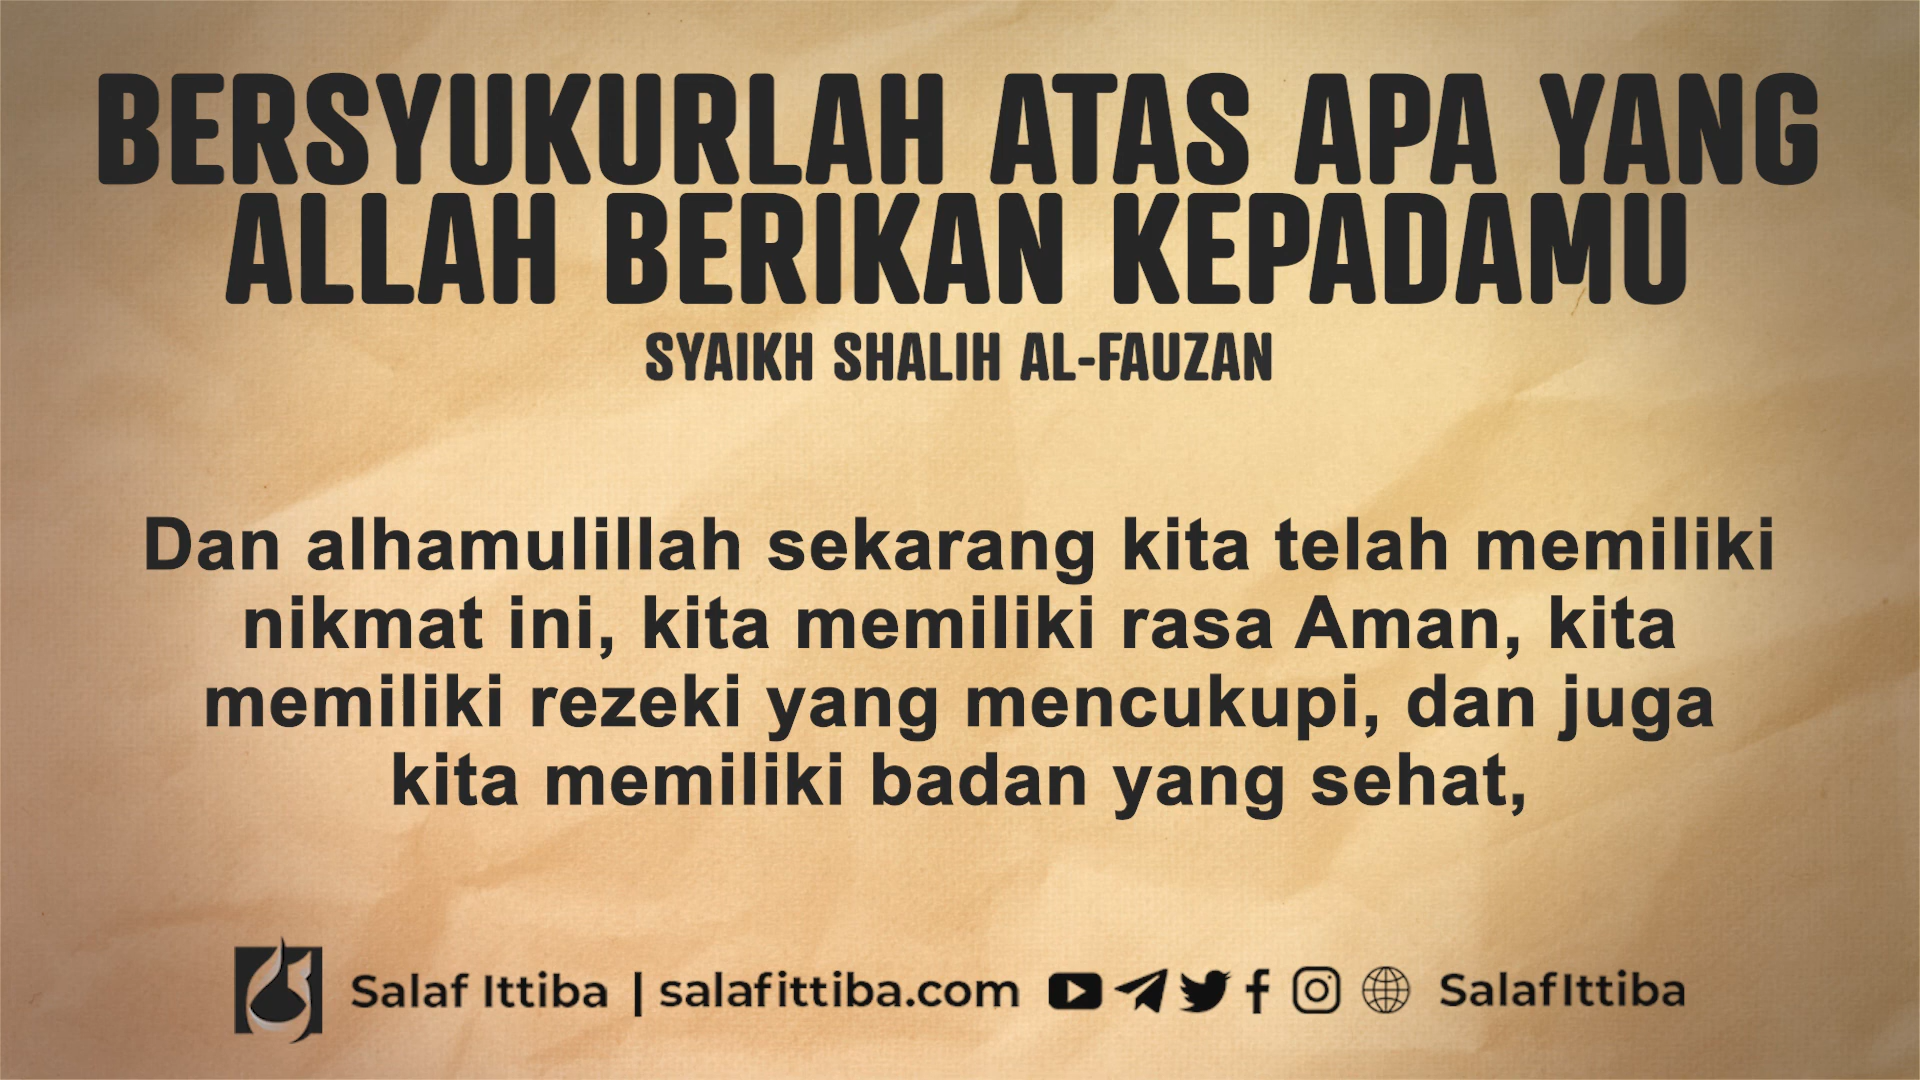 BERSYUKURLAH ATAS APA YANG
ALLAH BERIKAN KEPADAMU
SYAIKH SHALIH AL-FAUZAN
Dan alhamulillah sekarang kita telah memiliki
nikmat ini, kita memiliki rasa Aman, kita
memiliki rezeki yang mencukupi, dan juga
kita memiliki badan yang sehat,
Salaf Ittiba | salafittiba.com SalafIttiba